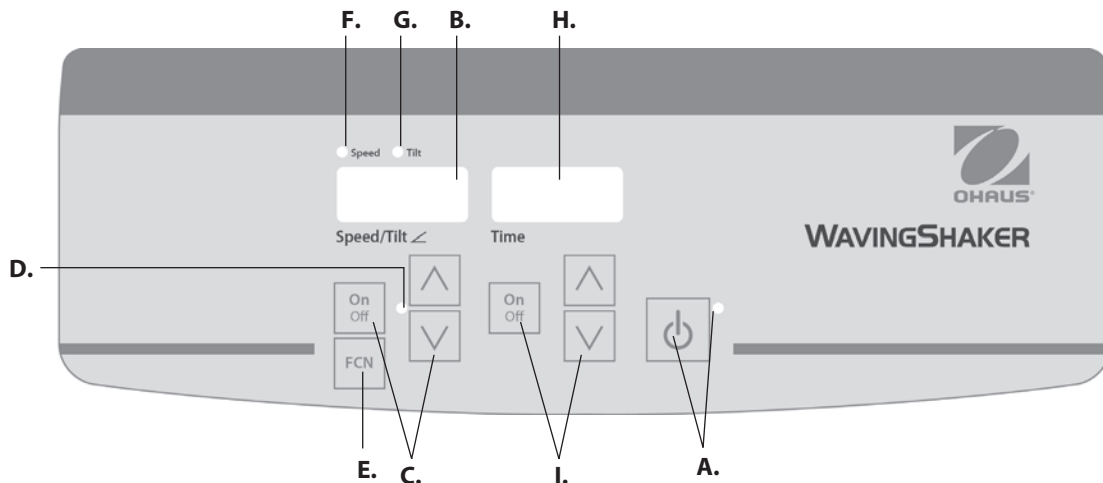 F. G. B. H.
Speed Tilt
OHAUS®
Speed/Tilt Time
WAVINGSHAKER
D.
On
Off
On
Off
FCN
E. C. I. A.